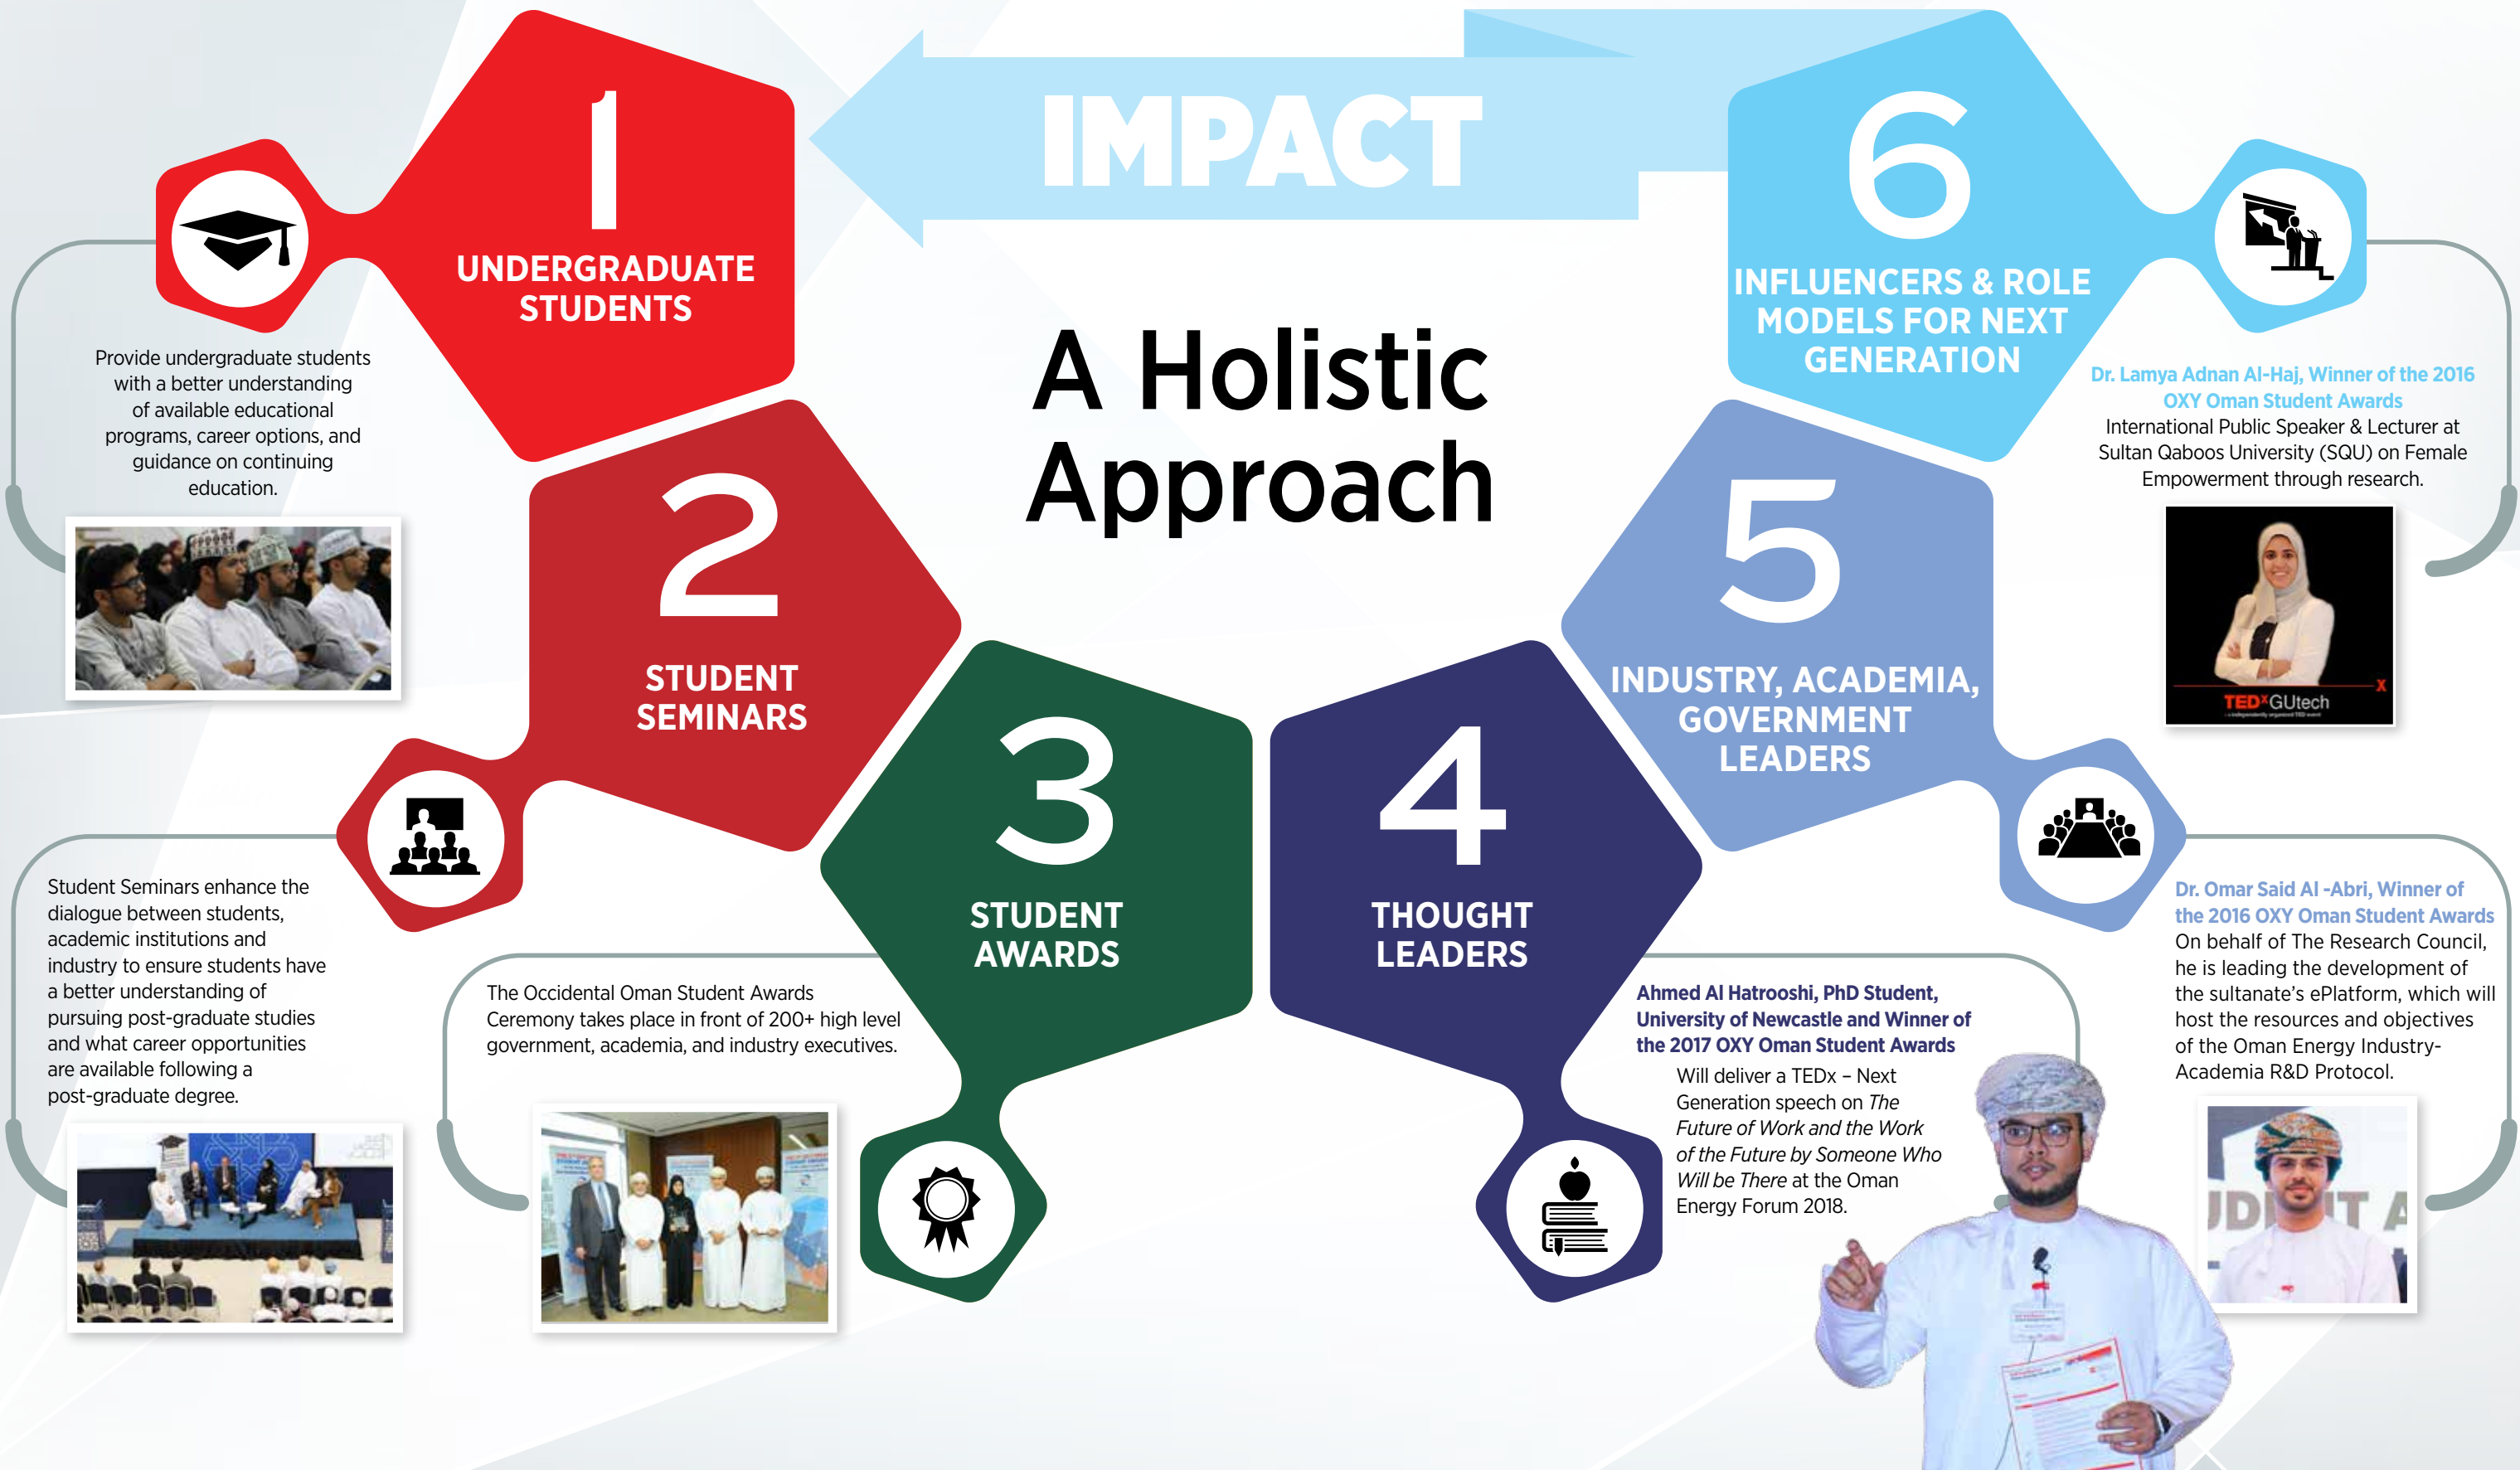 IMPACT
A Holistic
Approach
1
UNDERGRADUATE
STUDENTS
Provide undergraduate students
with a better understanding
of available educational
programs, career options, and
guidance on continuing
education.
2
STUDENT
SEMINARS
Student Seminars enhance the
dialogue between students,
academic institutions and
industry to ensure students have
a better understanding of
pursuing post-graduate studies
and what career opportunities
are available following a
post-graduate degree.
3
STUDENT
AWARDS
The Occidental Oman Student Awards
Ceremony takes place in front of 200+ high level
government, academia, and industry executives.
4
THOUGHT
LEADERS
Ahmed Al Hatrooshi, PhD Student,
University of Newcastle and Winner of
the 2017 OXY Oman Student Awards
Will deliver a TEDx – Next
Generation speech on The
Future of Work and the Work
of the Future by Someone Who
Will be There at the Oman
Energy Forum 2018.
5
INDUSTRY, ACADEMIA,
GOVERNMENT
LEADERS
Dr. Omar Said Al -Abri, Winner of
the 2016 OXY Oman Student Awards
On behalf of The Research Council,
he is leading the development of
the sultanate's ePlatform, which will
host the resources and objectives
of the Oman Energy Industry-
Academia R&D Protocol.
6
INFLUENCERS & ROLE
MODELS FOR NEXT
GENERATION
Dr. Lamya Adnan Al-Haj, Winner of the 2016
OXY Oman Student Awards
International Public Speaker & Lecturer at
Sultan Qaboos University (SQU) on Female
Empowerment through research.
X
TEDxGUtech